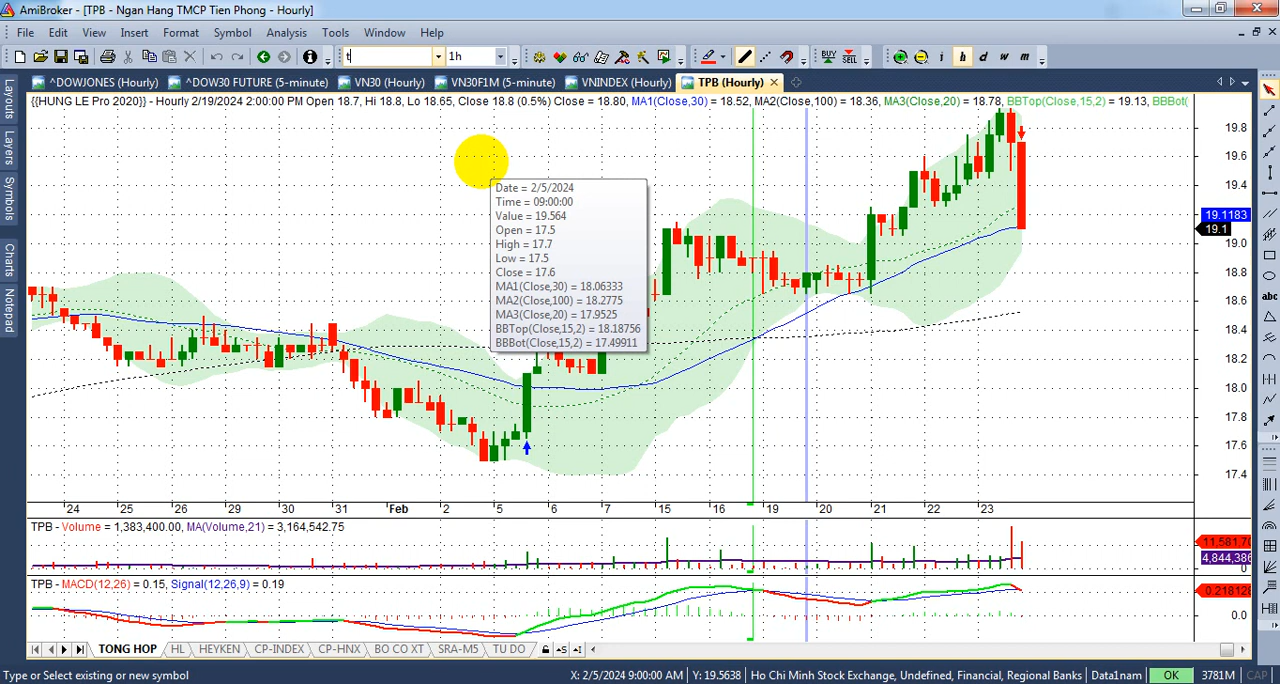 AmiBroker - [TPB - Ngan Hang TMCP Tien Phong - Hourly]
File Edit View Insert Format Symbol Analysis Tools Window Help
t 1h BUY SELL i h d w m
^DOWJONES (Hourly) ^DOW30 FUTURE (5-minute) VN30 (Hourly) VN30F1M (5-minute) VNINDEX (Hourly) TPB (Hourly)
Layouts
Layers
Symbols
Charts
Notepad
{{HUNG LE Pro 2020}} - Hourly 2/19/2024 2:00:00 PM Open 18.7, Hi 18.8, Lo 18.65, Close 18.8 (0.5%) Close = 18.80, MA1(Close,30) = 18.52, MA2(Close,100) = 18.36, MA3(Close,20) = 18.78, BBTop(Close,15,2) = 19.13, BBBot(
Date = 2/5/2024
Time = 09:00:00
Value = 19.564
Open = 17.5
High = 17.7
Low = 17.5
Close = 17.6
MA1(Close,30) = 18.06333
MA2(Close,100) = 18.2775
MA3(Close,20) = 17.9525
BBTop(Close,15,2) = 18.18756
BBBot(Close,15,2) = 17.49911
19.8
19.6
19.4
19.1183
19.1
19.0
18.8
18.6
18.4
18.2
18.0
17.8
17.6
17.4
abc
24 25 26 29 30 31 Feb 2 5 6 7 15 16 19 20 21 22 23
TPB - Volume = 1,383,400.00, MA(Volume,21) = 3,164,542.75
11,581,70
4,844,386
0
TPB - MACD(12,26) = 0.15, Signal(12,26,9) = 0.19
0.218128
0.0
TONG HOP HL HEYKEN CP-INDEX CP-HNX BO CO XT SRA-M5 TU DO
Type or Select existing or new symbol X: 2/5/2024 9:00:00 AM Y: 19.5638 Ho Chi Minh Stock Exchange, Undefined, Financial, Regional Banks Data1nam OK 3781M CAP